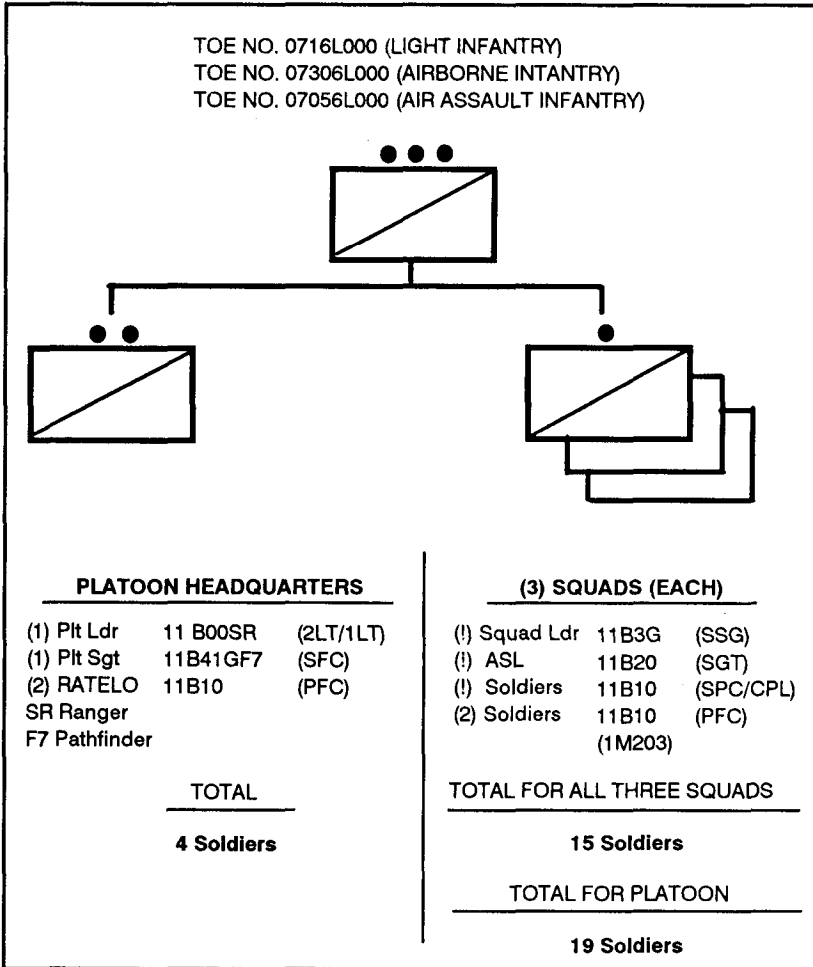 TOE NO. 0716L000 (LIGHT INFANTRY)
TOE NO. 07306L000 (AIRBORNE INTANTRY)
TOE NO. 07056L000 (AIR ASSAULT INFANTRY)
PLATOON HEADQUARTERS
(1) Plt Ldr 11 B00SR (2LT/1LT)
(1) Plt Sgt 11B41GF7 (SFC)
(2) RATELO 11B10 (PFC)
SR Ranger
F7 Pathfinder
TOTAL
4 Soldiers
(3) SQUADS (EACH)
(!) Squad Ldr 11B3G (SSG)
(!) ASL 11B20 (SGT)
(!) Soldiers 11B10 (SPC/CPL)
(2) Soldiers 11B10 (PFC)
(1M203)
TOTAL FOR ALL THREE SQUADS
15 Soldiers
TOTAL FOR PLATOON
19 Soldiers